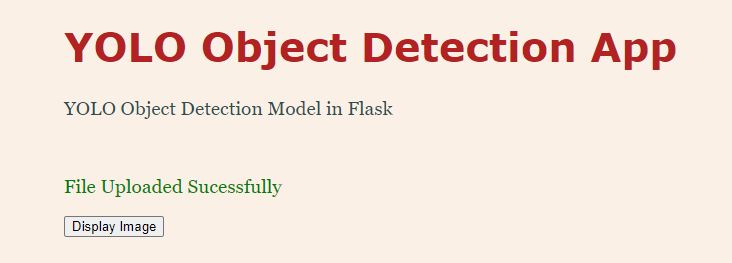 YOLO Object Detection App
YOLO Object Detection Model in Flask
File Uploaded Sucessfully
Display Image